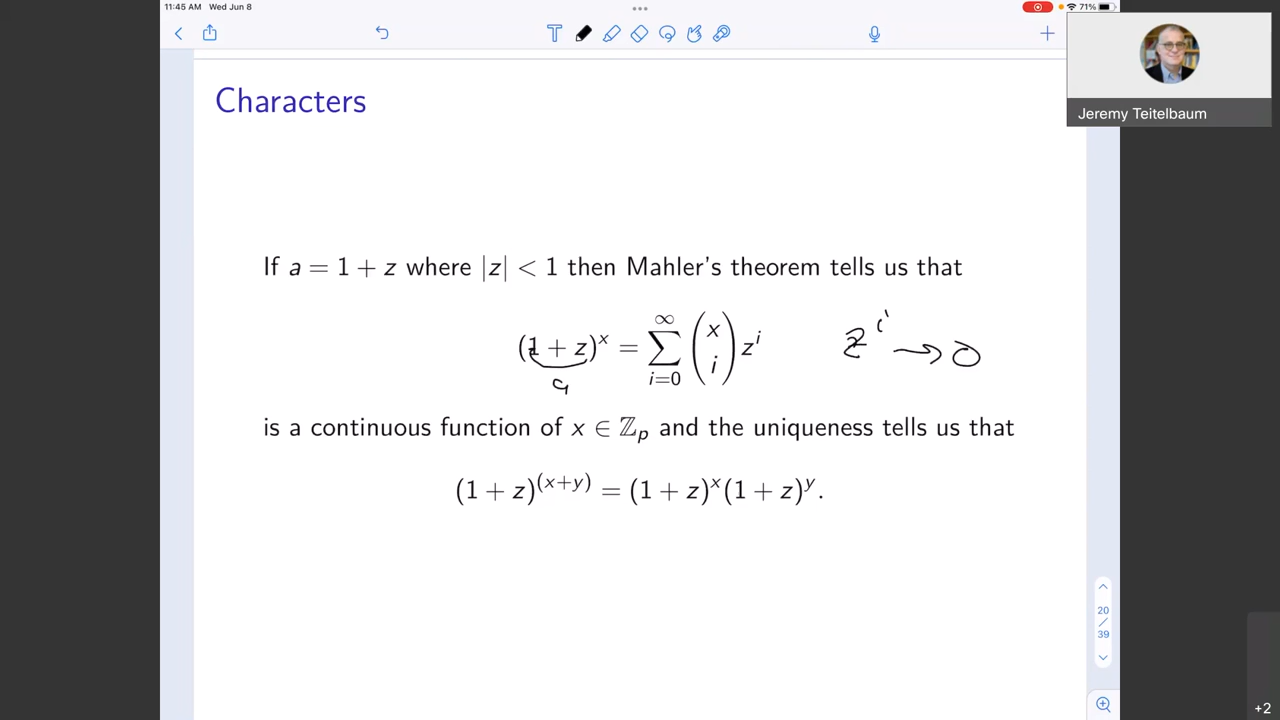 11:45 AM Wed Jun 8
71%
Jeremy Teitelbaum
Characters
If a = 1 + z where |z| < 1 then Mahler's theorem tells us that
(1 + z)^x = ∑_{i=0}^{∞} \binom{x}{i} z^i
z^i → 0
a
is a continuous function of x ∈ ℤ_p and the uniqueness tells us that
(1 + z)^{(x+y)} = (1 + z)^x (1 + z)^y.
20
/
39
+2